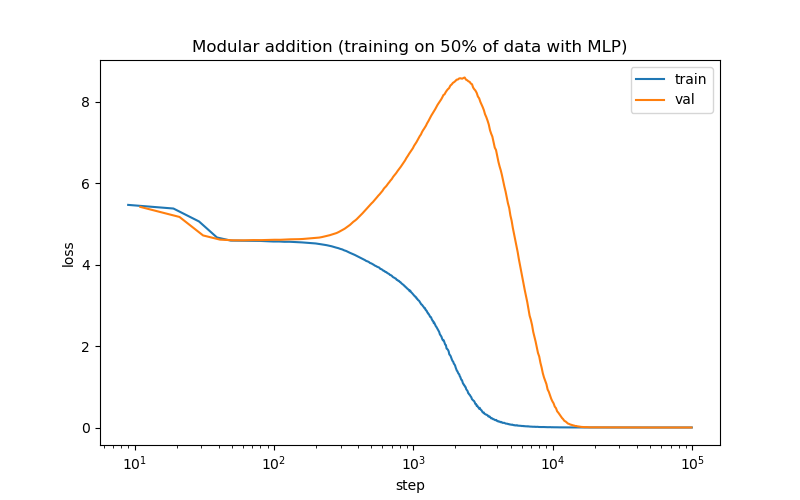 Modular addition (training on 50% of data with MLP)
train
val
8
6
4
2
0
loss
10¹
10²
10³
10⁴
10⁵
step